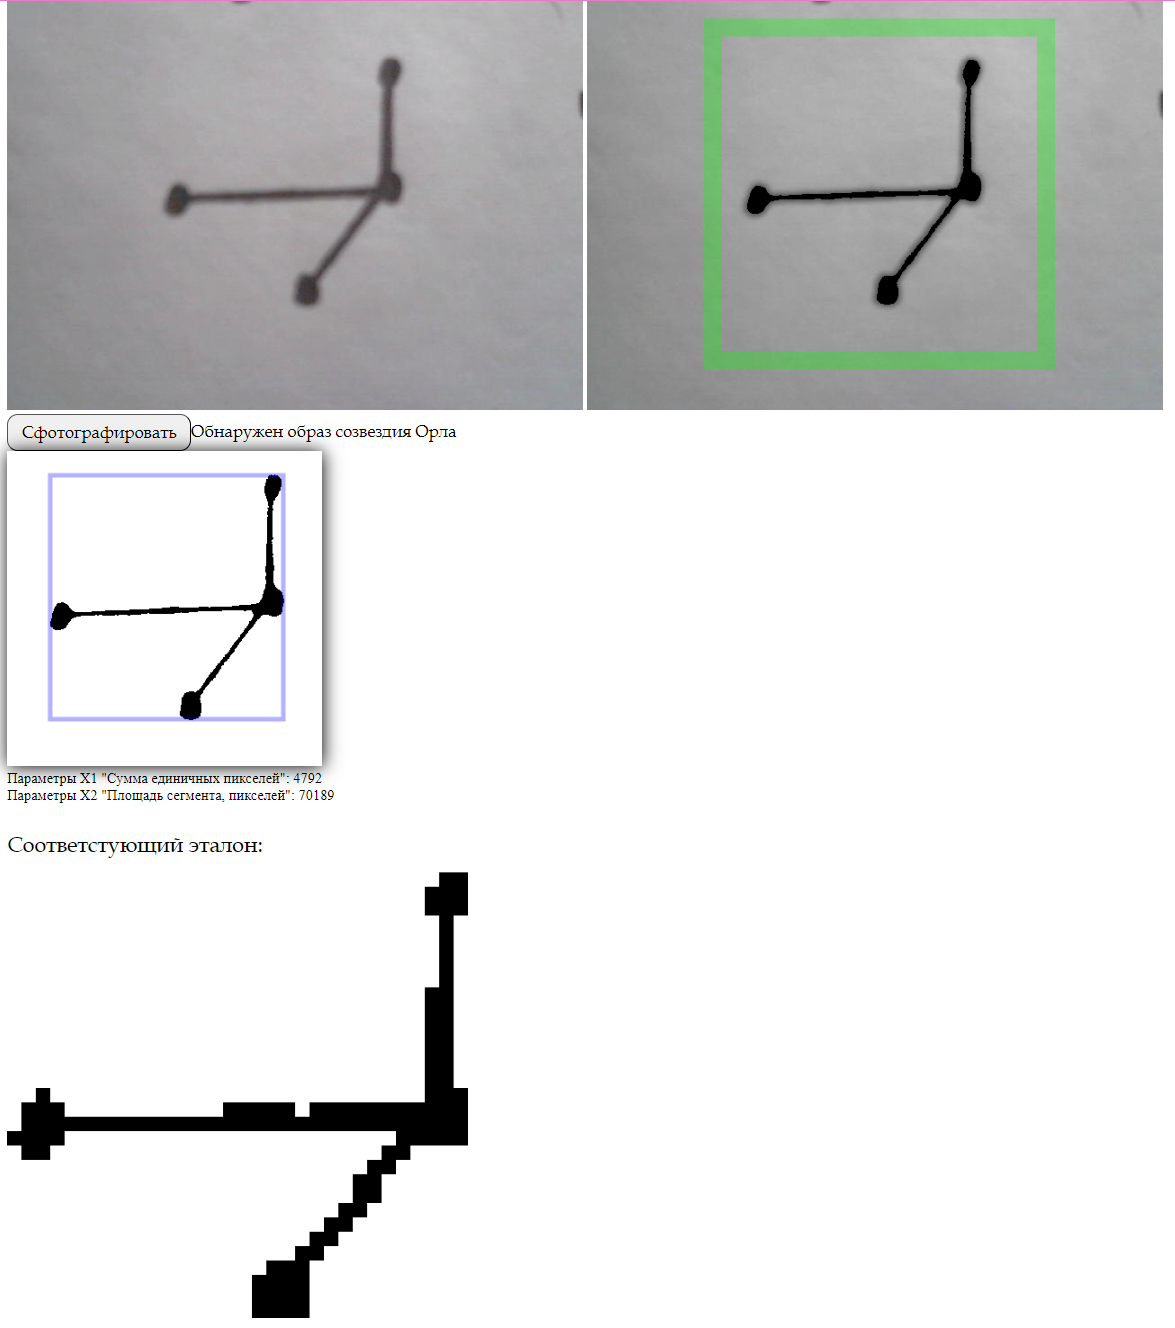 Сфотографировать Обнаружен образ созвездия Орла
Параметры X1 "Сумма единичных пикселей": 4792
Параметры X2 "Площадь сегмента, пикселей": 70189
Соответстующий эталон: